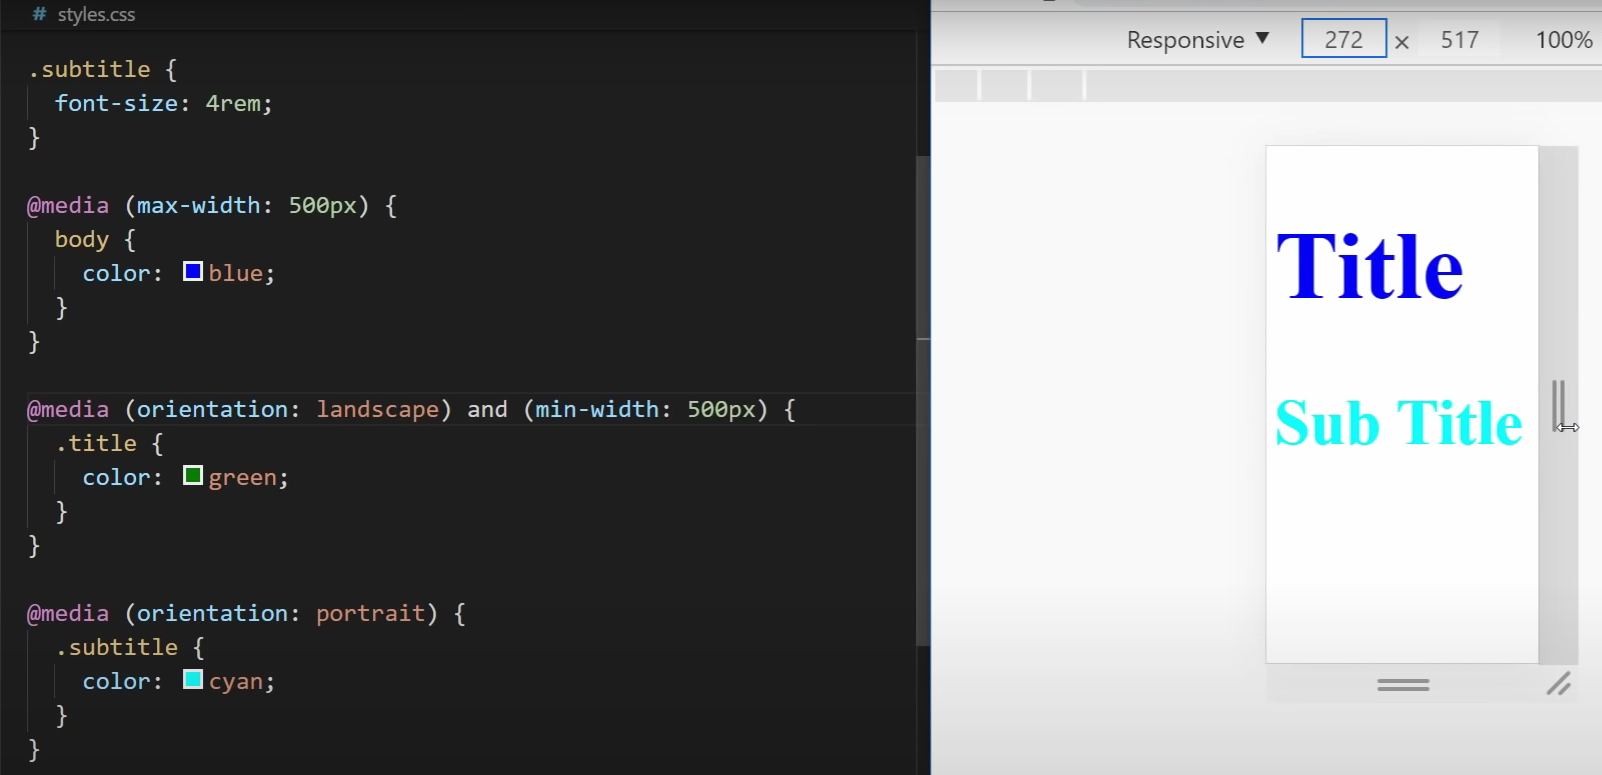 # styles.css
.subtitle {
font-size: 4rem;
}
@media (max-width: 500px) {
body {
color: blue;
}
}
@media (orientation: landscape) and (min-width: 500px) {
.title {
color: green;
}
}
@media (orientation: portrait) {
.subtitle {
color: cyan;
}
}
Responsive ▼ 272 × 517 100%
Title
Sub Title